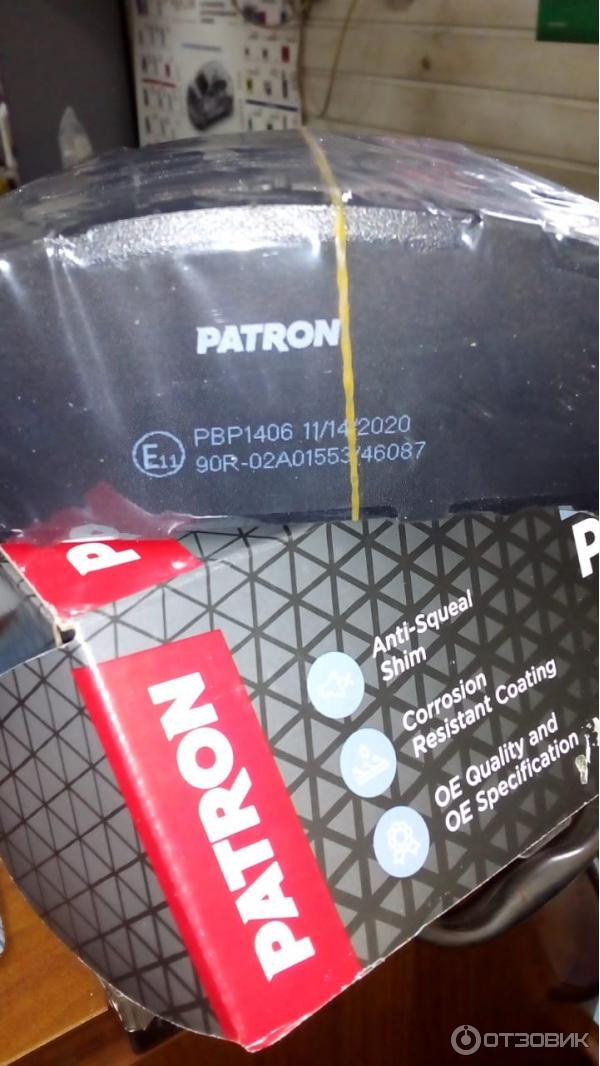 PATRON
PBP1406 11/14/2020
E11 90R-02A01553/46087
P
PA
Anti-Squeal
Shim
Corrosion
Resistant Coating
OE Quality and
OE Specification
PATRON
ОТЗОВИК